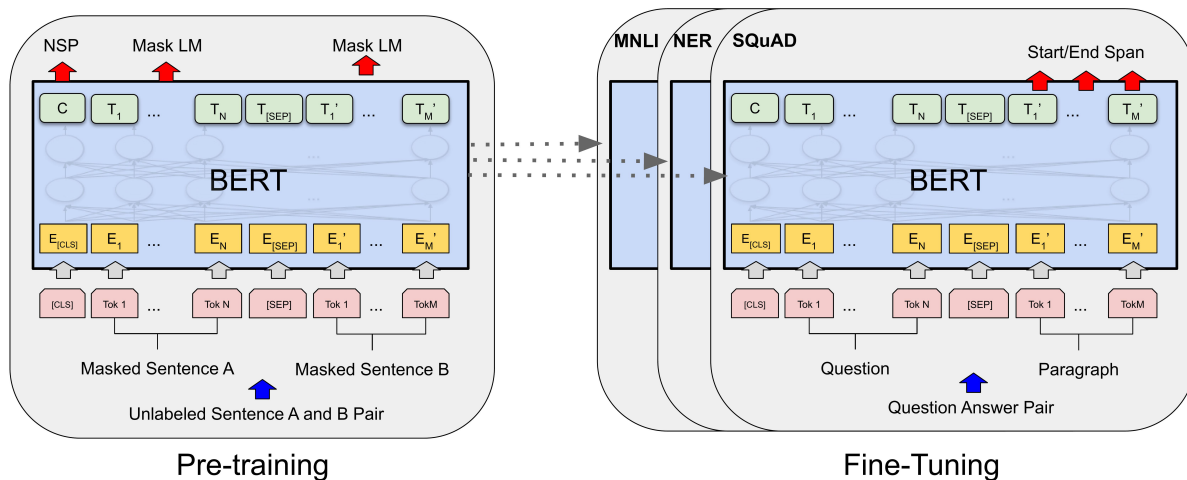 NSP Mask LM Mask LM
C T1 ... TN T[SEP] T1' ... TM'
...
BERT
...
E[CLS] E1 ... EN E[SEP] E1' ... EM'
[CLS] Tok 1 ... Tok N [SEP] Tok 1 ... TokM
Masked Sentence A Masked Sentence B
Unlabeled Sentence A and B Pair
Pre-training
MNLI NER SQuAD
Start/End Span
C T1 ... TN T[SEP] T1' ... TM'
...
BERT
...
E[CLS] E1 ... EN E[SEP] E1' ... EM'
[CLS] Tok 1 ... Tok N [SEP] Tok 1 ... TokM
Question Paragraph
Question Answer Pair
Fine-Tuning